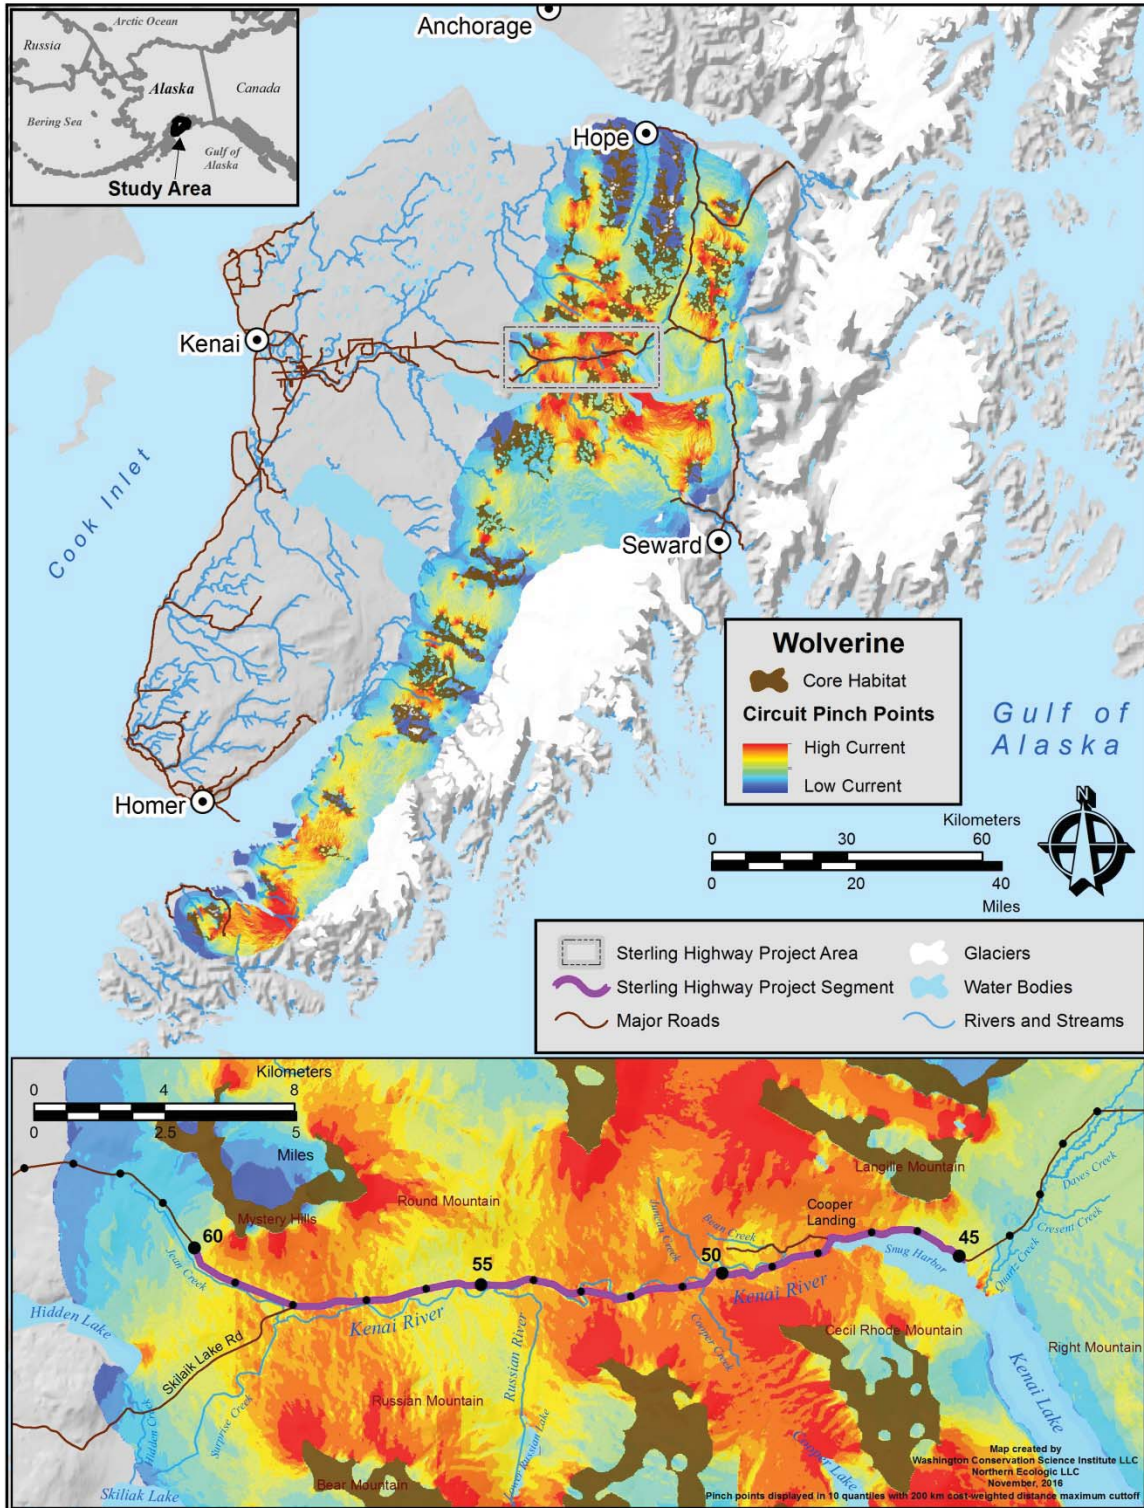 Arctic Ocean
Russia
Alaska
Canada
Bering Sea
Gulf of
Alaska
Study Area
Anchorage
Hope
Kenai
Cook Inlet
Seward
Homer
Wolverine
Core Habitat
Circuit Pinch Points
High Current
Low Current
Gulf of
Alaska
N
Kilometers
0 30 60
0 20 40
Miles
Sterling Highway Project Area
Sterling Highway Project Segment
Major Roads
Glaciers
Water Bodies
Rivers and Streams
Kilometers
0 4 8
0 2.5 5
Miles
Langille Mountain
Round Mountain
Mystery Hills
Daves Creek
Cresent Creek
Quartz Creek
Cooper
Landing
Juneau Creek
Bean Creek
Snug Harbor
60
55
50
45
Jean Creek
Kenai River
Kenai River
Hidden Lake
Skilaik Lake Rd
Russian River
Cooper Creek
Cecil Rhode Mountain
Right Mountain
Kenai Lake
Russian Mountain
Surprise Creek
Hidden Creek
Lower Russian Lake
Cooper Lake
Bear Mountain
Skiliak Lake
Map created by
Washington Conservation Science Institute LLC
Northern Ecologic LLC
November, 2016
Pinch points displayed in 10 quantiles with 200 km cost-weighted distance maximum cuttoff